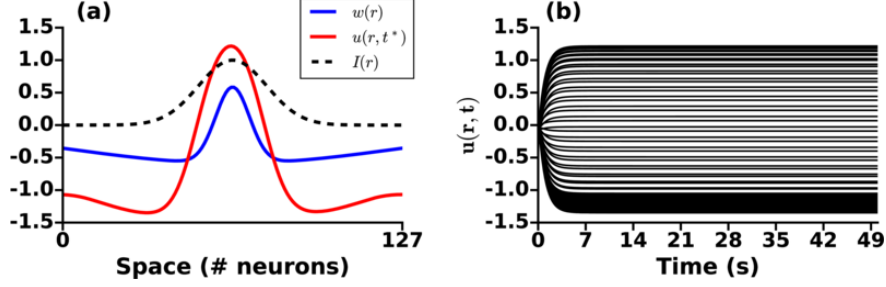 (a)
w(r)
u(r, t*)
I(r)
1.5
1.0
0.5
0.0
-0.5
-1.0
-1.5
0
127
Space (# neurons)
(b)
u(r, t)
1.5
1.0
0.5
0.0
-0.5
-1.0
-1.5
0 7 14 21 28 35 42 49
Time (s)